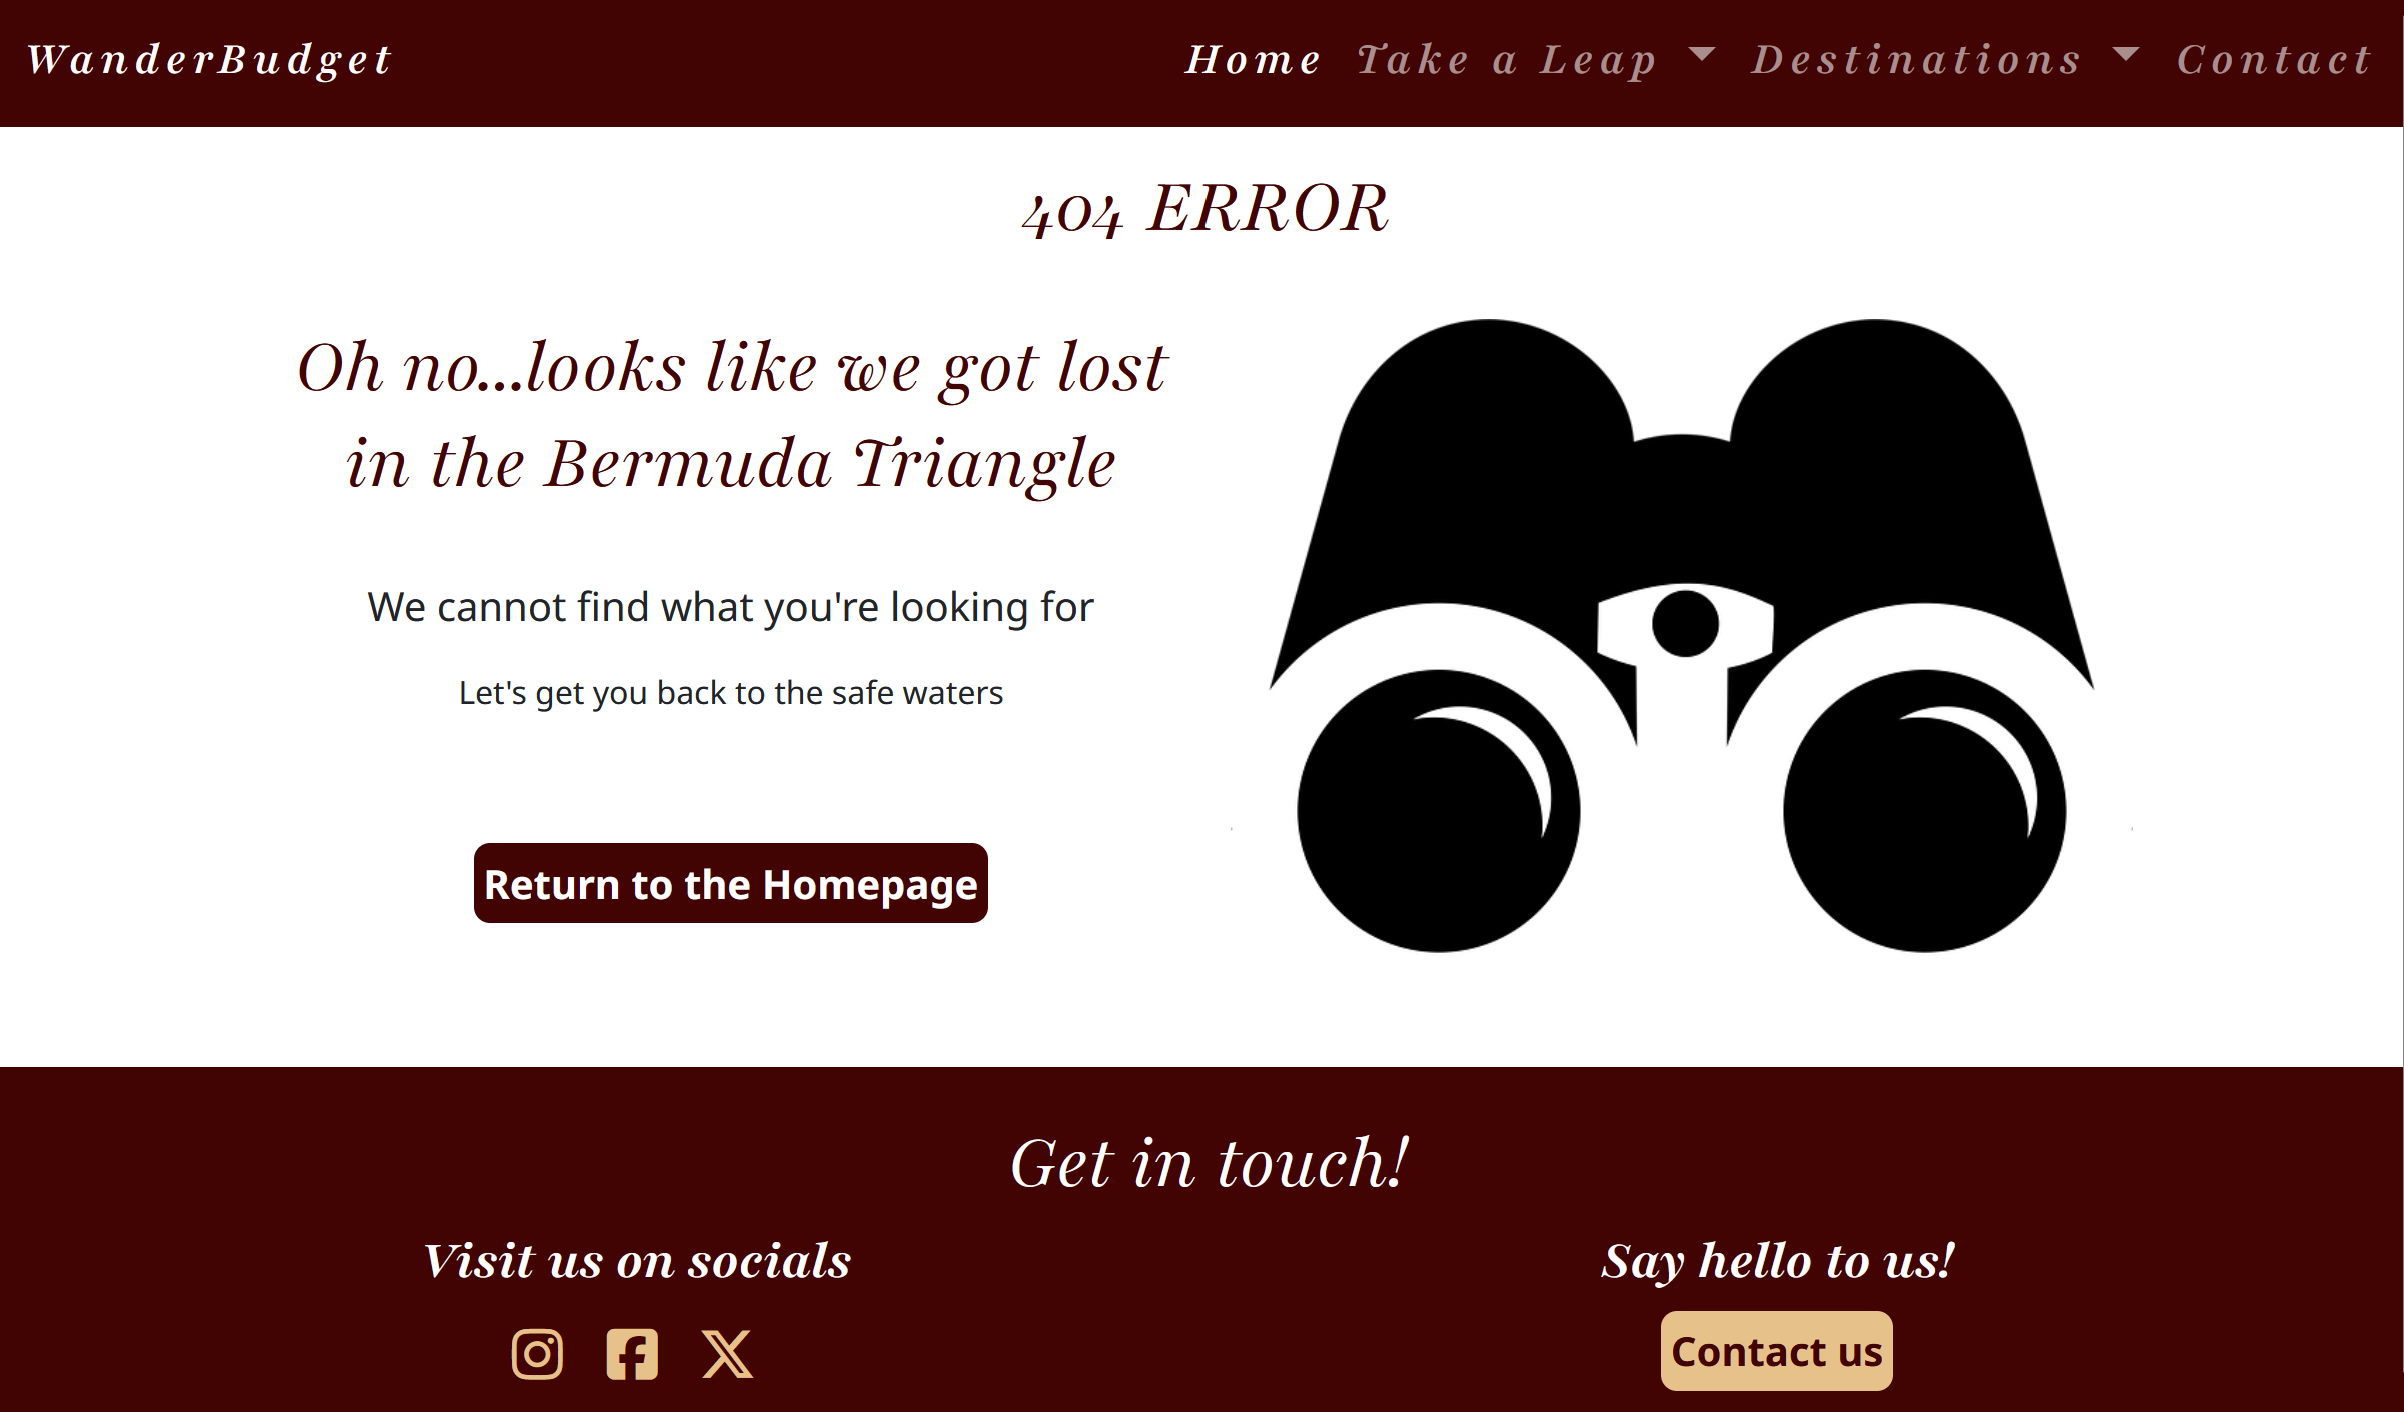 WanderBudget
Home Take a Leap Destinations Contact
404 ERROR
Oh no...looks like we got lost
in the Bermuda Triangle
We cannot find what you're looking for
Let's get you back to the safe waters
Return to the Homepage
Get in touch!
Visit us on socials
Say hello to us!
Contact us